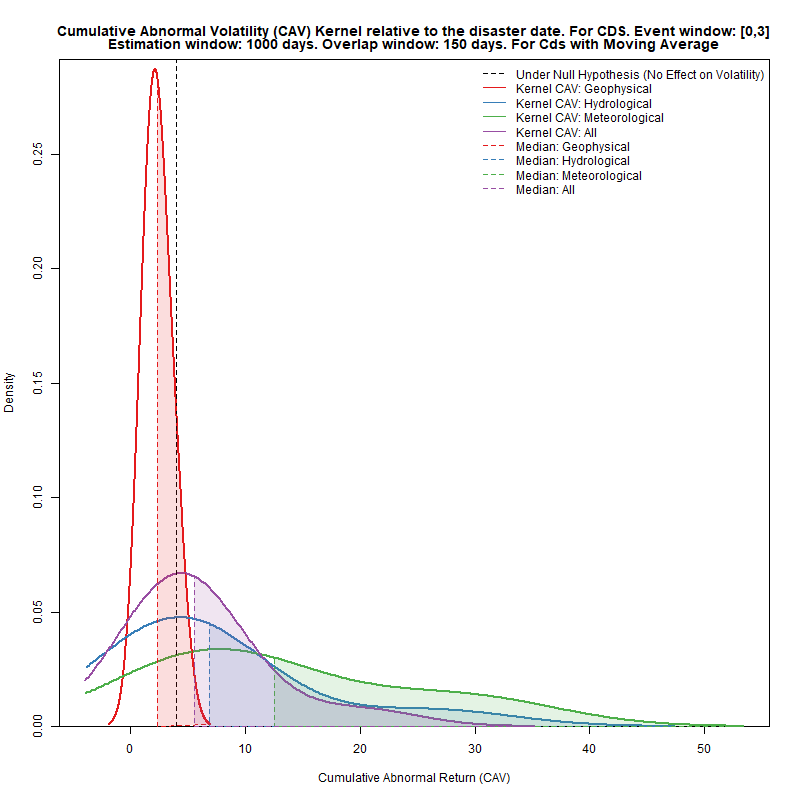 Cumulative Abnormal Volatility (CAV) Kernel relative to the disaster date. For CDS. Event window: [0,3]
Estimation window: 1000 days. Overlap window: 150 days. For Cds with Moving Average
Under Null Hypothesis (No Effect on Volatility)
Kernel CAV: Geophysical
Kernel CAV: Hydrological
Kernel CAV: Meteorological
Kernel CAV: All
Median: Geophysical
Median: Hydrological
Median: Meteorological
Median: All
Density
0.25
0.20
0.15
0.10
0.05
0.00
0
10
20
30
40
50
Cumulative Abnormal Return (CAV)